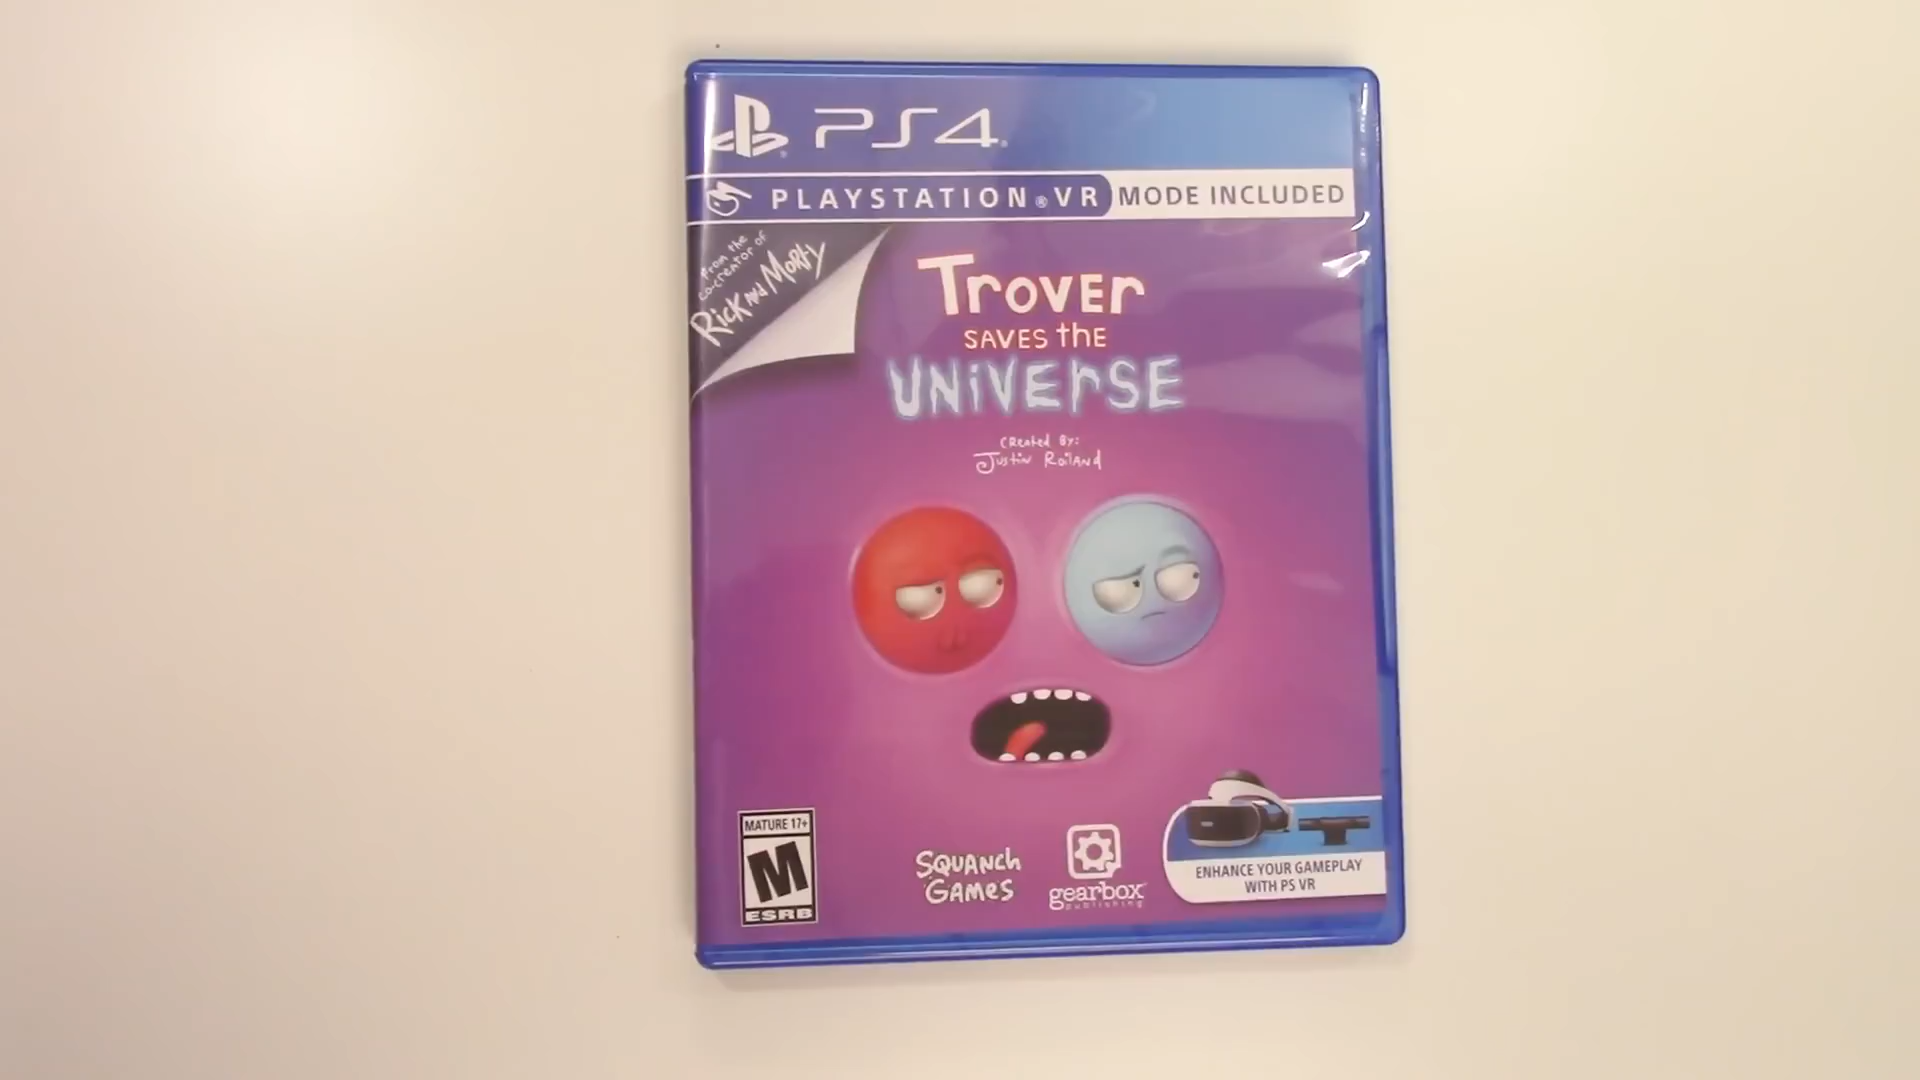 PS4
PLAYSTATION®VR MODE INCLUDED
From the
co-creator of
Rick and Morty
Trover
SAVES the
UNIVErSE
Created By:
Justin Roiland
MATURE 17+
M
ESRB
SQUANCh
GAMES
gearbox
publishing
ENHANCE YOUR GAMEPLAY
WITH PS VR